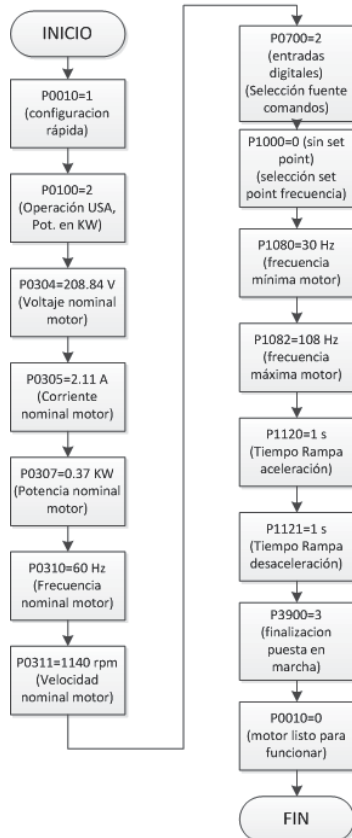 INICIO
P0010=1
(configuracion
rápida)
P0100=2
(Operación USA,
Pot. en KW)
P0304=208.84 V
(Voltaje nominal
motor)
P0305=2.11 A
(Corriente
nominal motor)
P0307=0.37 KW
(Potencia nominal
motor)
P0310=60 Hz
(Frecuencia
nominal motor)
P0311=1140 rpm
(Velocidad
nominal motor)
P0700=2
(entradas
digitales)
(Selección fuente
comandos)
P1000=0 (sin set
point)
(selección set
point frecuencia)
P1080=30 Hz
(frecuencia
mínima motor)
P1082=108 Hz
(frecuencia
máxima motor)
P1120=1 s
(Tiempo Rampa
aceleración)
P1121=1 s
(Tiempo Rampa
desaceleración)
P3900=3
(finalizacion
puesta en
marcha)
P0010=0
(motor listo para
funcionar)
FIN